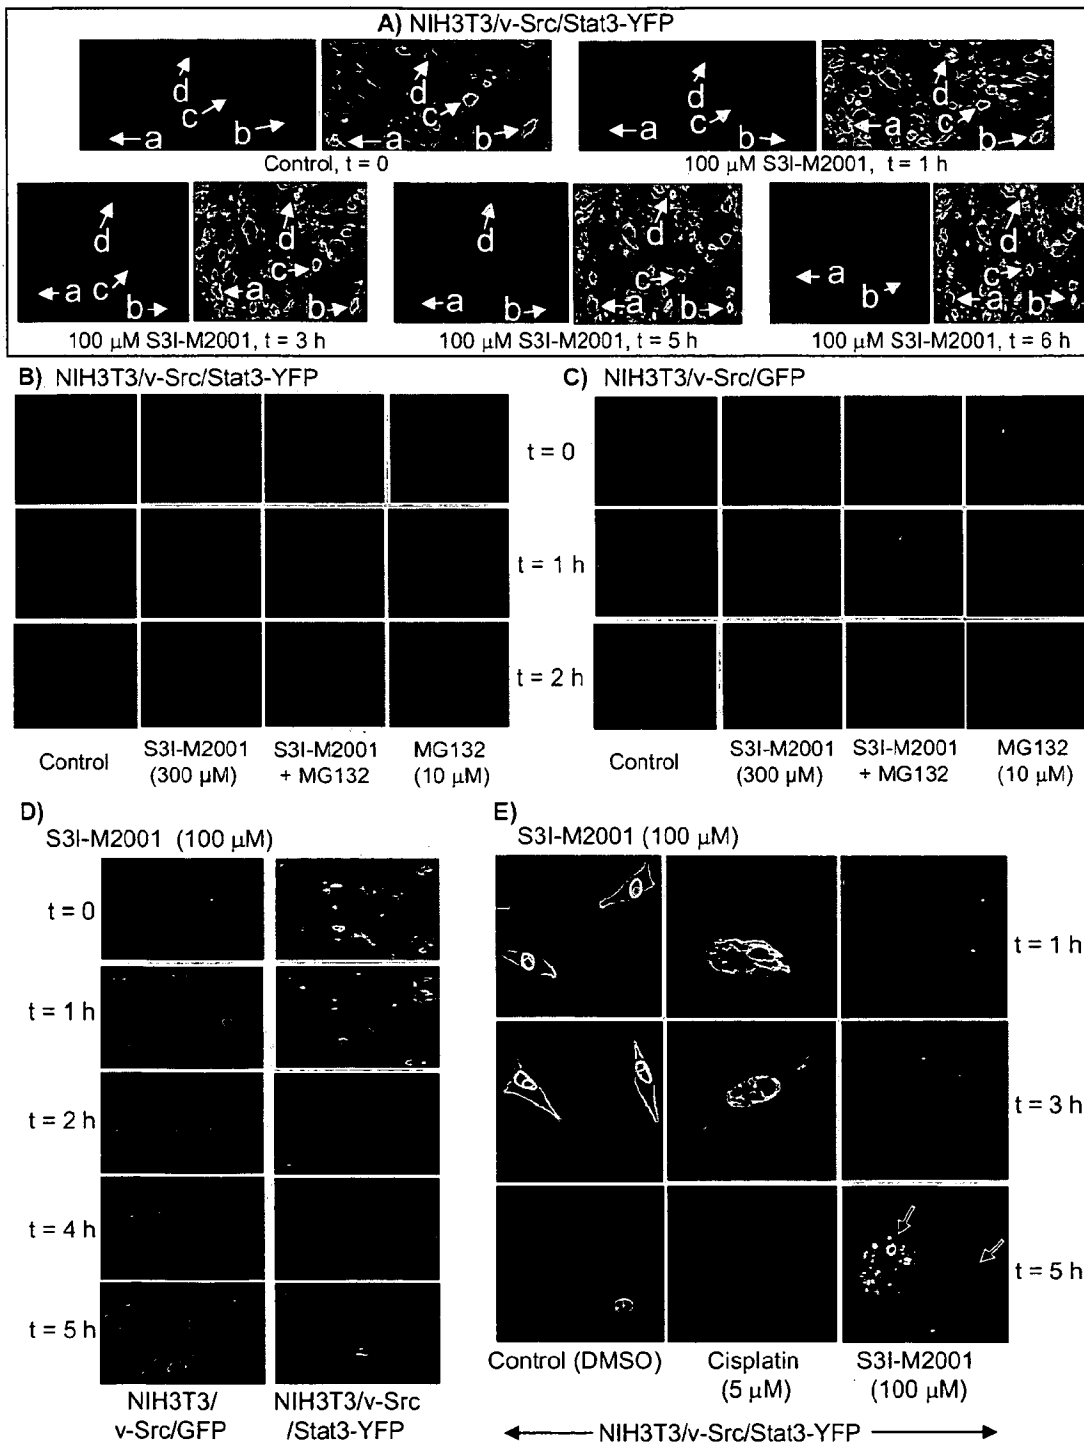 A) NIH3T3/v-Src/Stat3-YFP
d d d d
c c c c
a b a b a b a b
Control, t = 0 100 µM S3I-M2001, t = 1 h
d d d d d
c c c c
a b a b a b a b a b a b
100 µM S3I-M2001, t = 3 h 100 µM S3I-M2001, t = 5 h 100 µM S3I-M2001, t = 6 h
B) NIH3T3/v-Src/Stat3-YFP C) NIH3T3/v-Src/GFP
t = 0
t = 1 h
t = 2 h
Control S3I-M2001 S3I-M2001 MG132 Control S3I-M2001 S3I-M2001 MG132
(300 µM) + MG132 (10 µM) (300 µM) + MG132 (10 µM)
D) E)
S3I-M2001 (100 µM) S3I-M2001 (100 µM)
t = 0
t = 1 h t = 1 h
t = 2 h t = 3 h
t = 4 h
t = 5 h t = 5 h
Control (DMSO) Cisplatin S3I-M2001
(5 µM) (100 µM)
NIH3T3/ NIH3T3/v-Src
v-Src/GFP /Stat3-YFP
NIH3T3/v-Src/Stat3-YFP